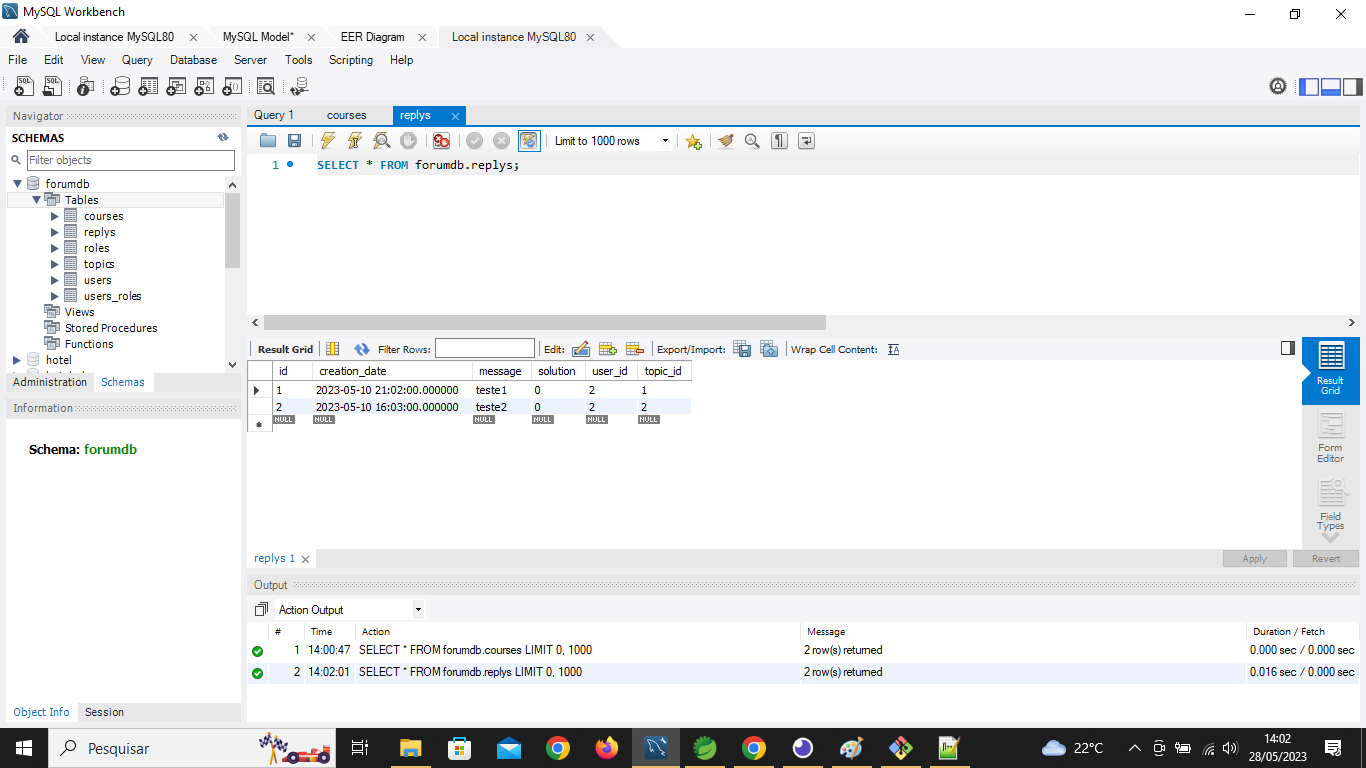 MySQL Workbench
Local instance MySQL80 MySQL Model* EER Diagram Local instance MySQL80
File Edit View Query Database Server Tools Scripting Help
Navigator
SCHEMAS
Filter objects
forumdb
Tables
courses
replys
roles
topics
users
users_roles
Views
Stored Procedures
Functions
hotel
Administration Schemas
Information
Schema: forumdb
Object Info Session
Query 1 courses replys
Limit to 1000 rows
1 SELECT * FROM forumdb.replys;
Result Grid Filter Rows: Edit: Export/Import: Wrap Cell Content:
id creation_date message solution user_id topic_id
1 2023-05-10 21:02:00.000000 teste1 0 2 1
2 2023-05-10 16:03:00.000000 teste2 0 2 2
NULL NULL NULL NULL NULL NULL
Result
Grid
Form
Editor
Field
Types
replys 1 Apply Revert
Output
Action Output
# Time Action Message Duration / Fetch
1 14:00:47 SELECT * FROM forumdb.courses LIMIT 0, 1000 2 row(s) returned 0.000 sec / 0.000 sec
2 14:02:01 SELECT * FROM forumdb.replys LIMIT 0, 1000 2 row(s) returned 0.016 sec / 0.000 sec
Pesquisar 22°C 14:02
28/05/2023